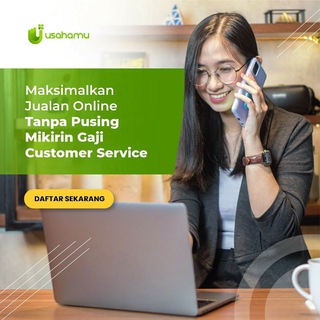 usahamu
Maksimalkan
Jualan Online
Tanpa Pusing
Mikirin Gaji
Customer Service
DAFTAR SEKARANG